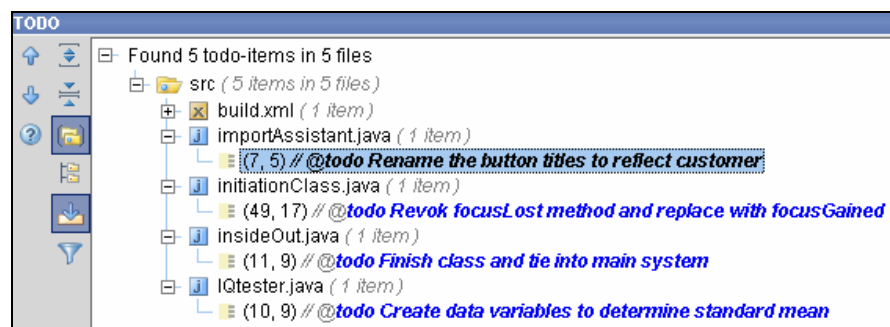 TODO
Found 5 todo-items in 5 files
src ( 5 items in 5 files )
build.xml ( 1 item )
importAssistant.java ( 1 item )
(7, 5) // @todo Rename the button titles to reflect customer
initiationClass.java ( 1 item )
(49, 17) // @todo Revok focusLost method and replace with focusGained
insideOut.java ( 1 item )
(11, 9) // @todo Finish class and tie into main system
IQtester.java ( 1 item )
(10, 9) // @todo Create data variables to determine standard mean